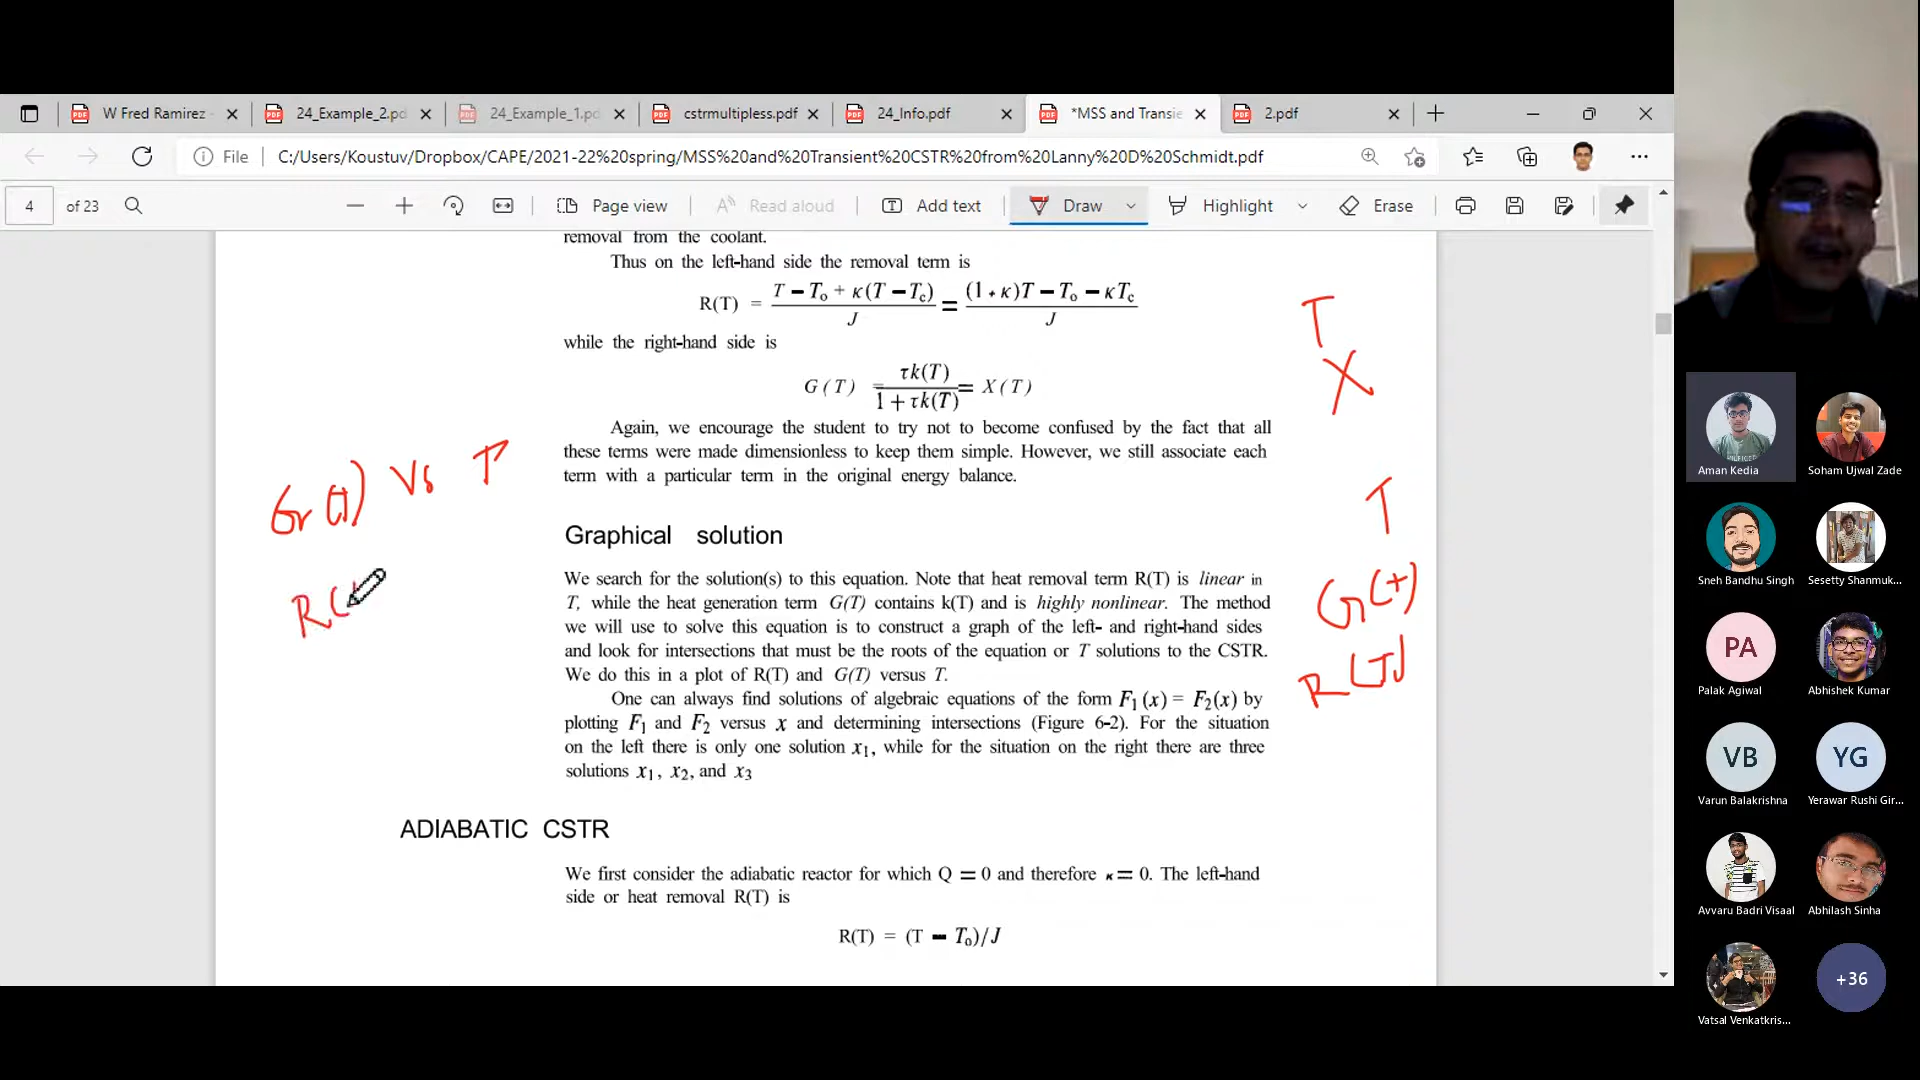 W Fred Ramirez -
24_Example_2.pd
24_Example_1.pd
cstrmultipless.pdf
24_Info.pdf
*MSS and Transie
2.pdf
File
C:/Users/Koustuv/Dropbox/CAPE/2021-22%20spring/MSS%20and%20Transient%20CSTR%20from%20Lanny%20D%20Schmidt.pdf
4 of 23
Page view
Read aloud
Add text
Draw
Highlight
Erase
removal from the coolant.
Thus on the left-hand side the removal term is
R(T) = (T − To + κ(T − Tc))/J = ((1 + κ)T − To − κTc)/J
while the right-hand side is
G(T) = τk(T)/(1 + τk(T)) = X(T)
Again, we encourage the student to try not to become confused by the fact that all
these terms were made dimensionless to keep them simple. However, we still associate each
term with a particular term in the original energy balance.
Graphical solution
We search for the solution(s) to this equation. Note that heat removal term R(T) is linear in
T, while the heat generation term G(T) contains k(T) and is highly nonlinear. The method
we will use to solve this equation is to construct a graph of the left- and right-hand sides
and look for intersections that must be the roots of the equation or T solutions to the CSTR.
We do this in a plot of R(T) and G(T) versus T.
One can always find solutions of algebraic equations of the form F1(x) = F2(x) by
plotting F1 and F2 versus x and determining intersections (Figure 6-2). For the situation
on the left there is only one solution x1, while for the situation on the right there are three
solutions x1, x2, and x3
ADIABATIC CSTR
We first consider the adiabatic reactor for which Q = 0 and therefore κ = 0. The left-hand
side or heat removal R(T) is
R(T) = (T − To)/J
G(T) Vs T
R(
T
X
T
G(T)
R(T)
Aman Kedia
Soham Ujwal Zade
Sneh Bandhu Singh
Sesetty Shanmuk...
PA
Palak Agiwal
Abhishek Kumar
VB
Varun Balakrishna
YG
Yerawar Rushi Gir...
Avvaru Badri Visaal
Abhilash Sinha
Vatsal Venkatkris...
+36